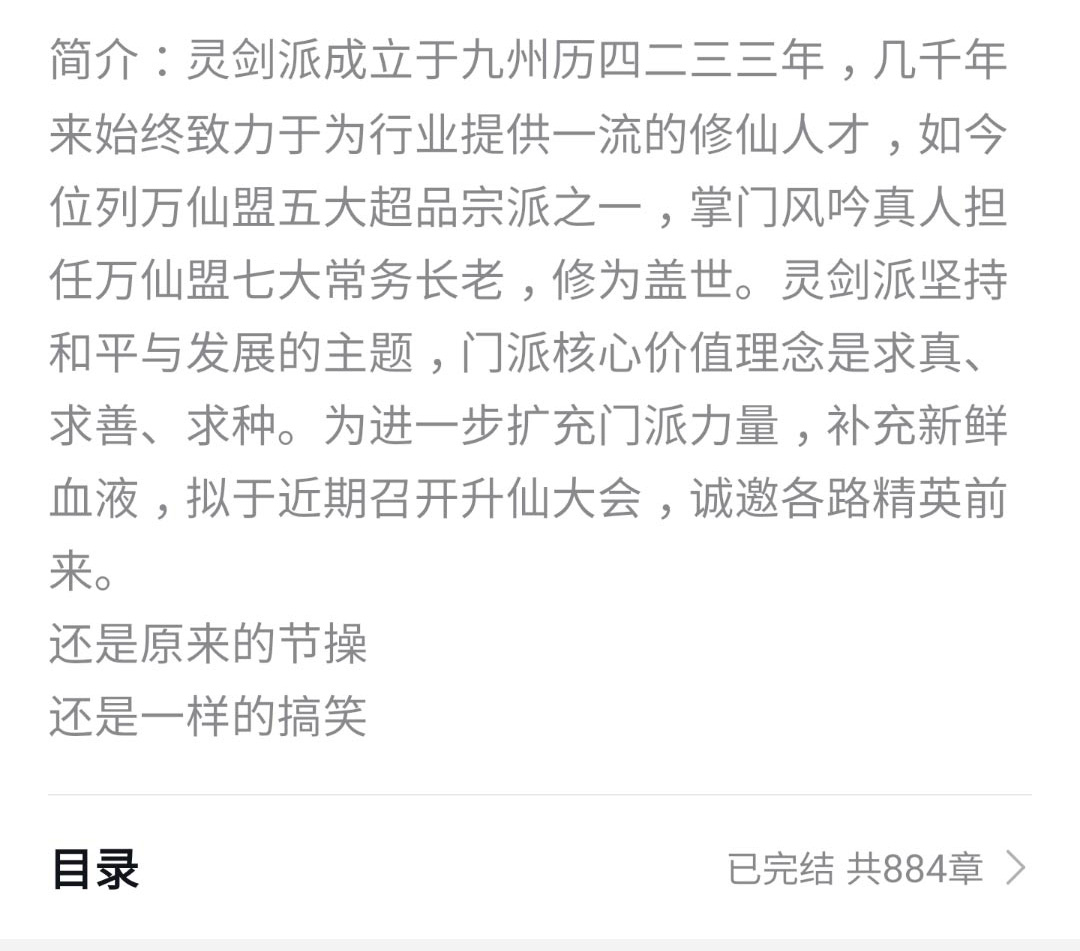 简介：灵剑派成立于九州历四二三三年，几千年
来始终致力于为行业提供一流的修仙人才，如今
位列万仙盟五大超品宗派之一，掌门风吟真人担
任万仙盟七大常务长老，修为盖世。灵剑派坚持
和平与发展的主题，门派核心价值理念是求真、
求善、求种。为进一步扩充门派力量，补充新鲜
血液，拟于近期召开升仙大会，诚邀各路精英前
来。
还是原来的节操
还是一样的搞笑
目录
已完结 共884章